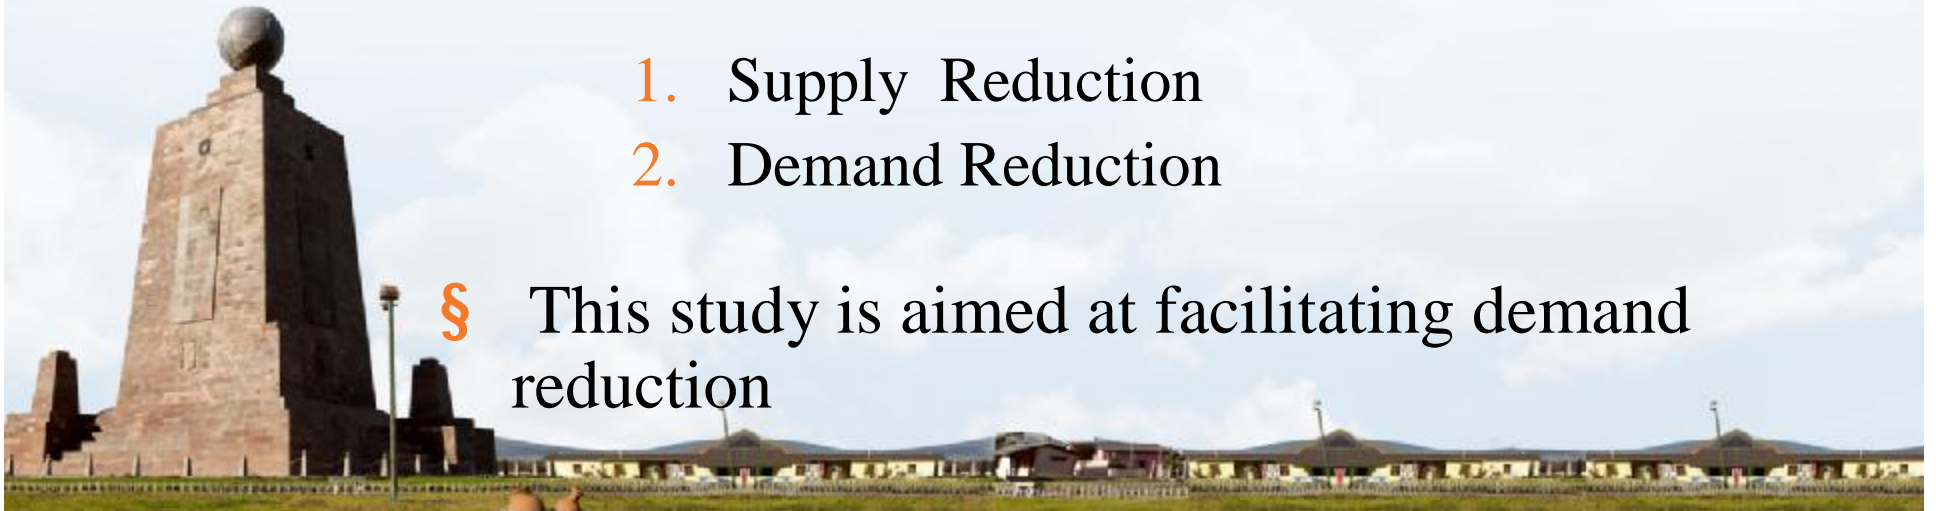 1. Supply Reduction
2. Demand Reduction
§ This study is aimed at facilitating demand
reduction